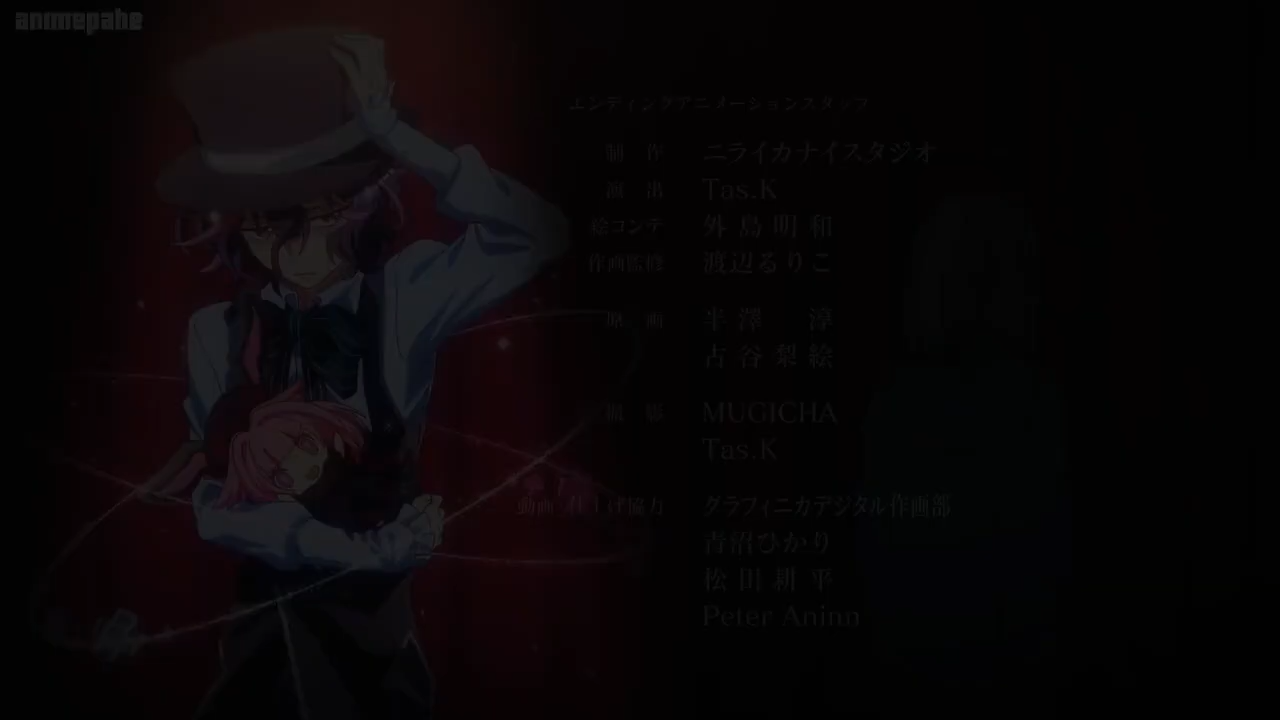 animepahe
エンディングアニメーションスタッフ
制 作 ニライカナイスタジオ
演 出 Tas.K
絵コンテ 外島明和
作画監修 渡辺るりこ
原 画 半澤 淳
古谷梨絵
撮 影 MUGICHA
Tas.K
動画 仕上げ協力 グラフィニカデジタル作画部
青沼ひかり
松田耕平
Peter Aninn